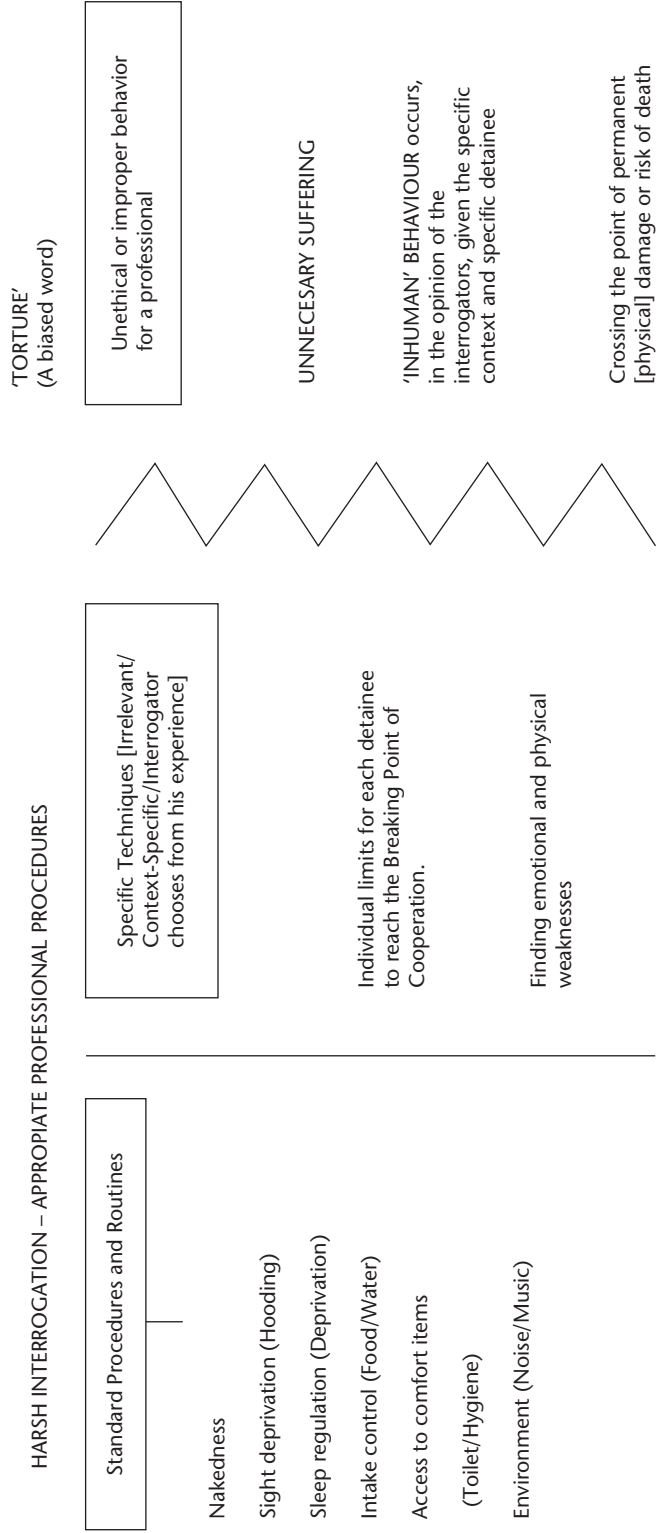 HARSH INTERROGATION – APPROPIATE PROFESSIONAL PROCEDURES
Standard Procedures and Routines
Nakedness
Sight deprivation (Hooding)
Sleep regulation (Deprivation)
Intake control (Food/Water)
Access to comfort items
(Toilet/Hygiene)
Environment (Noise/Music)
Specific Techniques [Irrelevant/
Context-Specific/Interrogator
chooses from his experience]
Individual limits for each detainee
to reach the Breaking Point of
Cooperation.
Finding emotional and physical
weaknesses
'TORTURE'
(A biased word)
Unethical or improper behavior
for a professional
UNNECESARY SUFFERING
'INHUMAN' BEHAVIOUR occurs,
in the opinion of the
interrogators, given the specific
context and specific detainee
Crossing the point of permanent
[physical] damage or risk of death